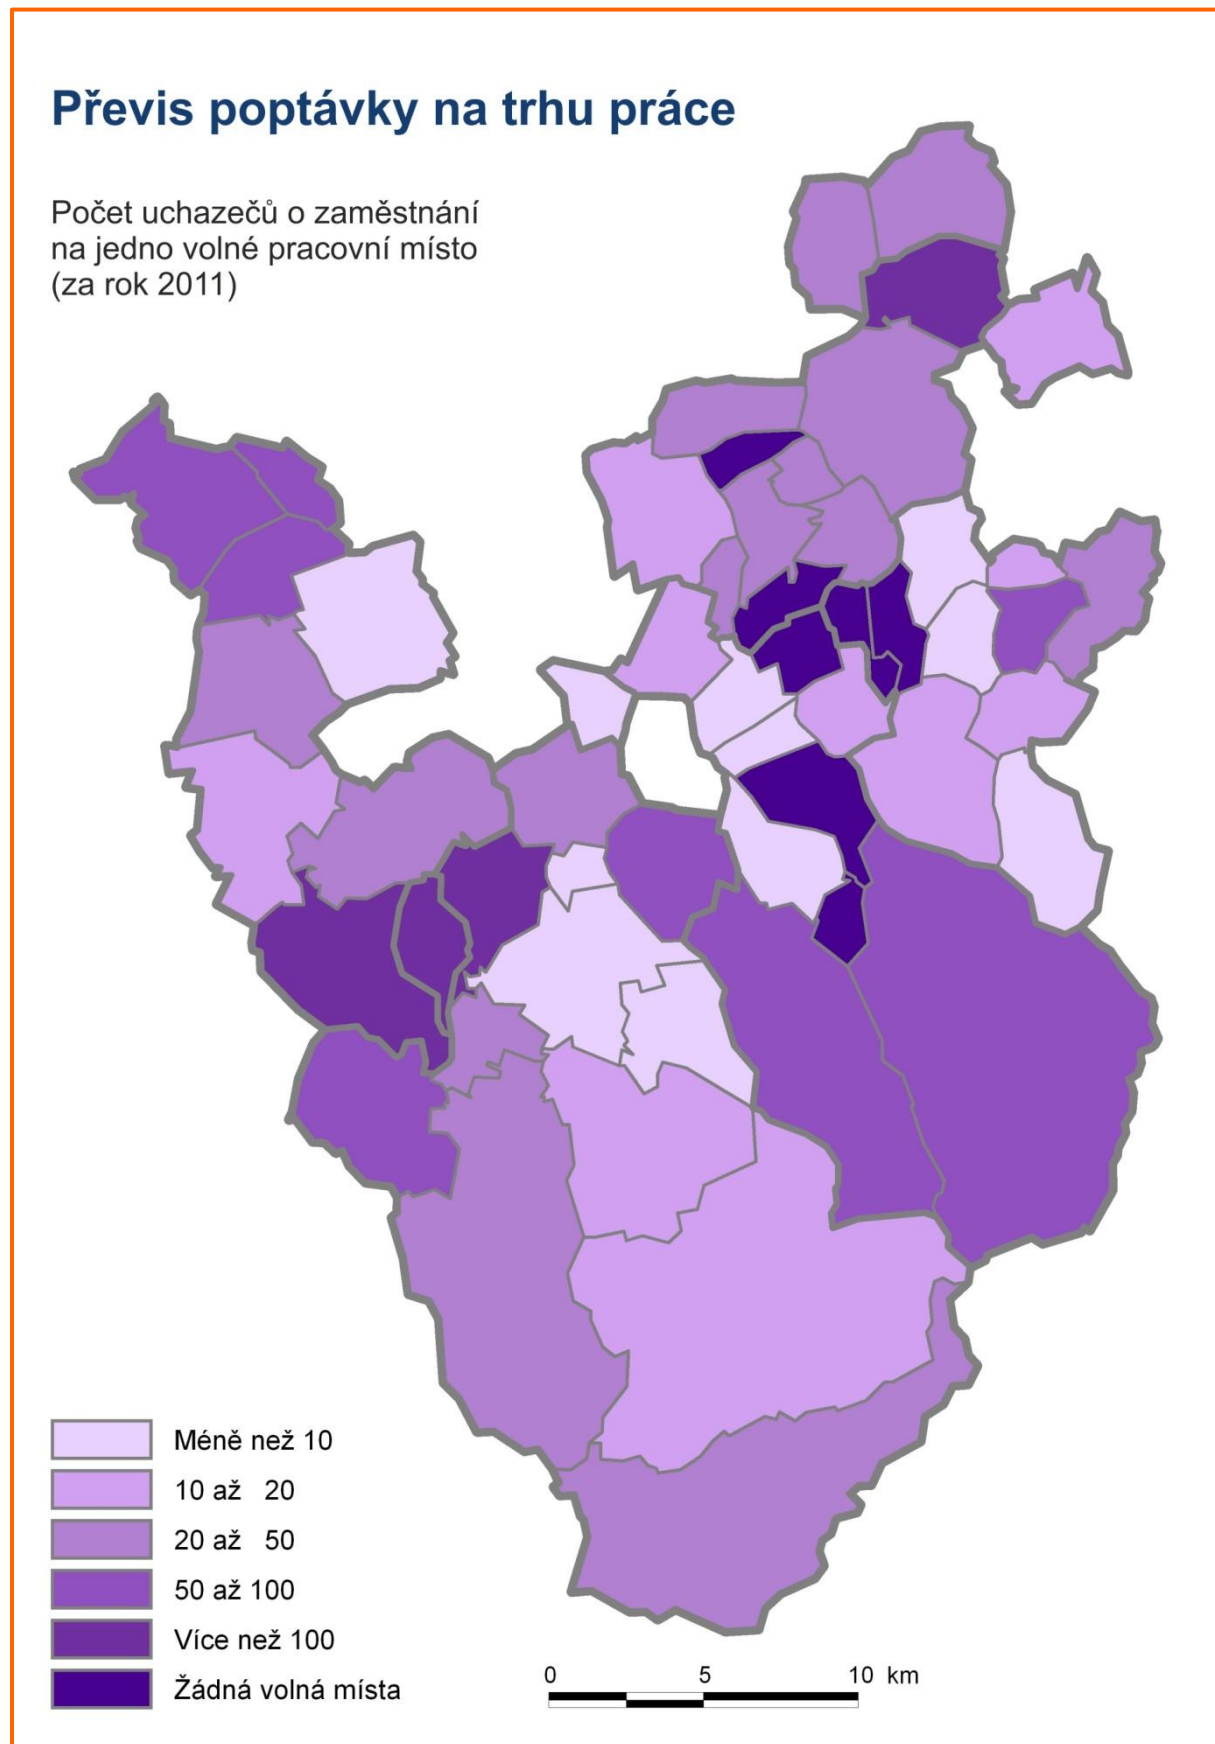 Převis poptávky na trhu práce
Počet uchazečů o zaměstnání
na jedno volné pracovní místo
(za rok 2011)
Méně než 10
10 až 20
20 až 50
50 až 100
Více než 100
Žádná volná místa
0 5 10 km